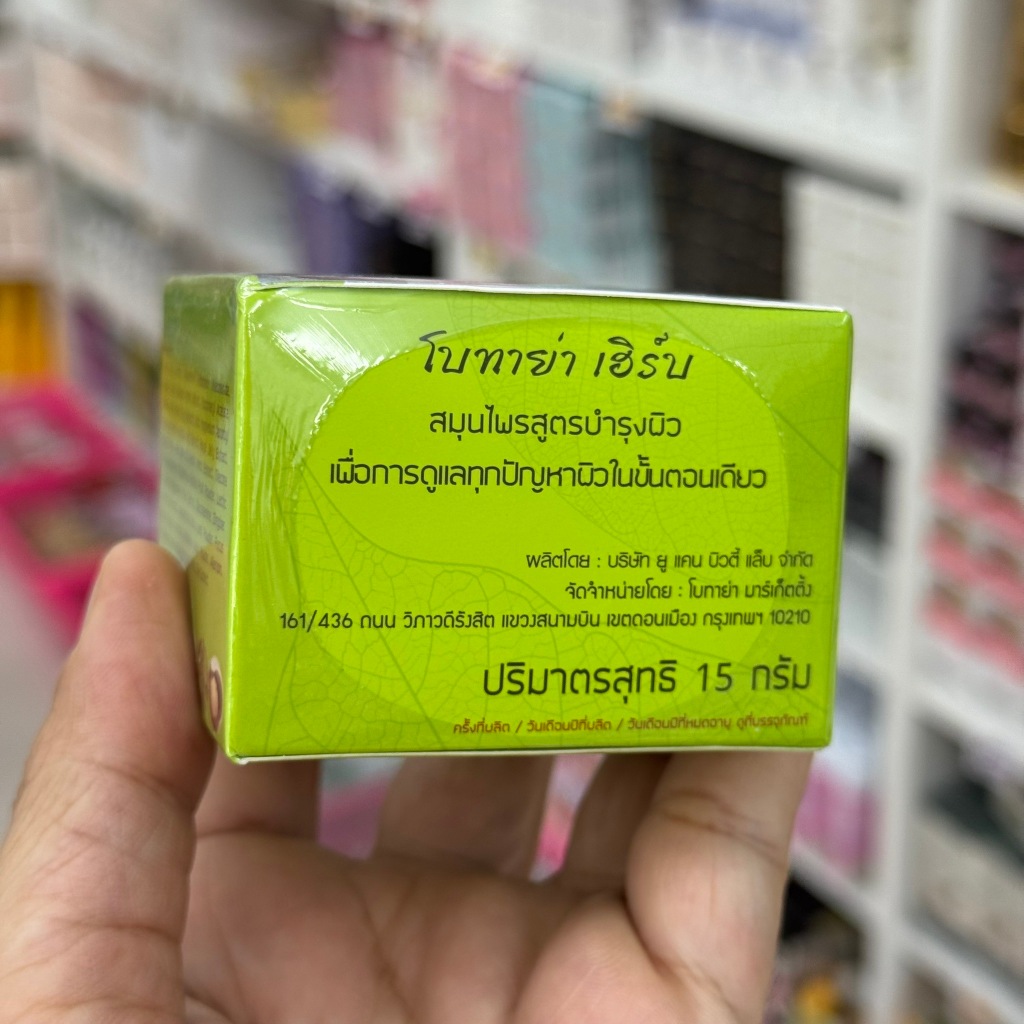 โบทาย่า เฮิร์บ
สมุนไพรสูตรบำรุงผิว
เพื่อการดูแลทุกปัญหาผิวในขั้นตอนเดียว
ผลิตโดย : บริษัท ยู แคน บิวตี้ แล็บ จำกัด
จัดจำหน่ายโดย : โบทาย่า มาร์เก็ตติ้ง
161/436 ถนน วิภาวดีรังสิต แขวงสนามบิน เขตดอนเมือง กรุงเทพฯ 10210
ปริมาตรสุทธิ 15 กรัม
ครั้งที่ผลิต / วันเดือนปีที่ผลิต / วันเดือนปีที่หมดอายุ ดูที่บรรจุภัณฑ์